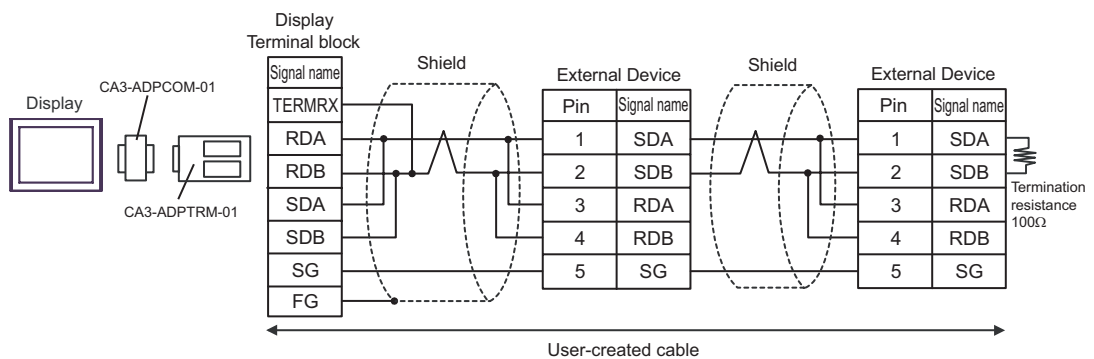 Display
CA3-ADPCOM-01
CA3-ADPTRM-01
Display
Terminal block
Signal name
TERMRX
RDA
RDB
SDA
SDB
SG
FG
Shield
External Device
Pin Signal name
1 SDA
2 SDB
3 RDA
4 RDB
5 SG
Shield
External Device
Pin Signal name
1 SDA
2 SDB
3 RDA
4 RDB
5 SG
Termination
resistance
100Ω
User-created cable